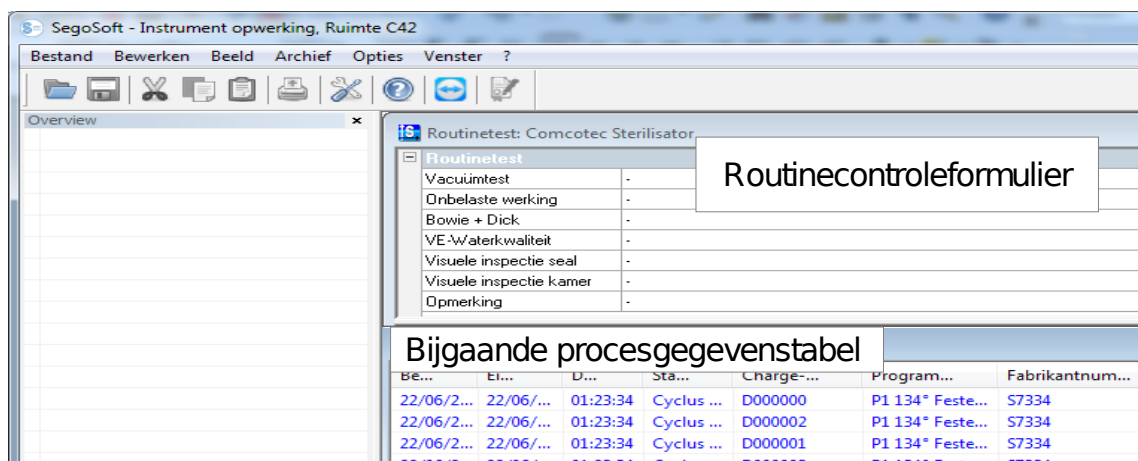 SegoSoft - Instrument opwerking, Ruimte C42
Bestand Bewerken Beeld Archief Opties Venster ?
Overview
Routinetest: Comcotec Sterilisator
Routinecontroleformulier
Routinetest
Vacuümtest -
Onbelaste werking -
Bowie + Dick -
VE-Waterkwaliteit -
Visuele inspectie seal -
Visuele inspectie kamer -
Opmerking -
Bijgaande procesgegevenstabel
Be... Ei... D... Sta... Charge-... Program... Fabrikantnum...
22/06/2... 22/06/... 01:23:34 Cyclus ... D000000 P1 134° Feste... S7334
22/06/2... 22/06/... 01:23:34 Cyclus ... D000002 P1 134° Feste... S7334
22/06/2... 22/06/... 01:23:34 Cyclus ... D000001 P1 134° Feste... S7334